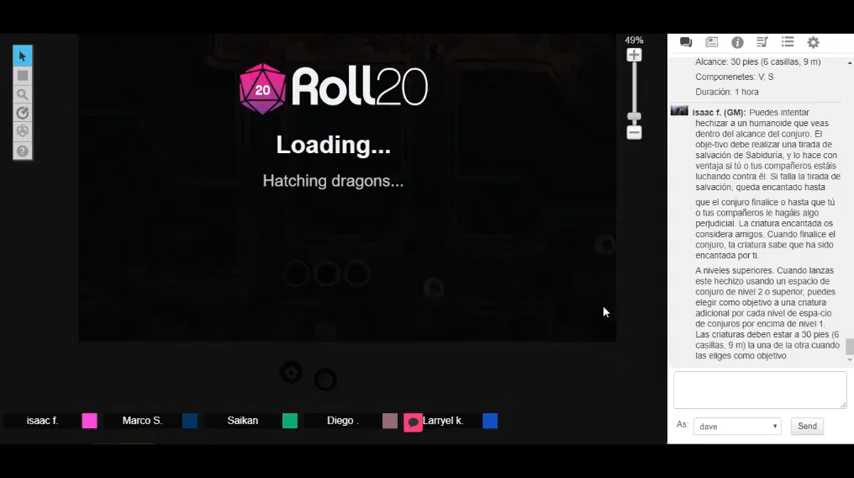 49%
20
Roll20
Loading...
Hatching dragons...
isaac f.
Marco S.
Saikan
Diego .
Larryel k.
Alcance: 30 pies (6 casillas, 9 m)
Componenetes: V, S
Duración: 1 hora
isaac f. (GM): Puedes intentar
hechizar a un humanoide que veas
dentro del alcance del conjuro. El
obje-tivo debe realizar una tirada de
salvación de Sabiduría, y lo hace con
ventaja si tú o tus compañeros estáis
luchando contra él. Si falla la tirada de
salvación, queda encantado hasta
que el conjuro finalice o hasta que tú
o tus compañeros le hagáis algo
perjudicial. La criatura encantada os
considera amigos. Cuando finalice el
conjuro, la criatura sabe que ha sido
encantada por ti.
A niveles superiores. Cuando lanzas
este hechizo usando un espacio de
conjuro de nivel 2 o superior, puedes
elegir como objetivo a una criatura
adicional por cada nivel de espa-cio
de conjuros por encima de nivel 1.
Las criaturas deben estar a 30 pies (6
casillas, 9 m) la una de la otra cuando
las eliges como objetivo
As:
dave
Send